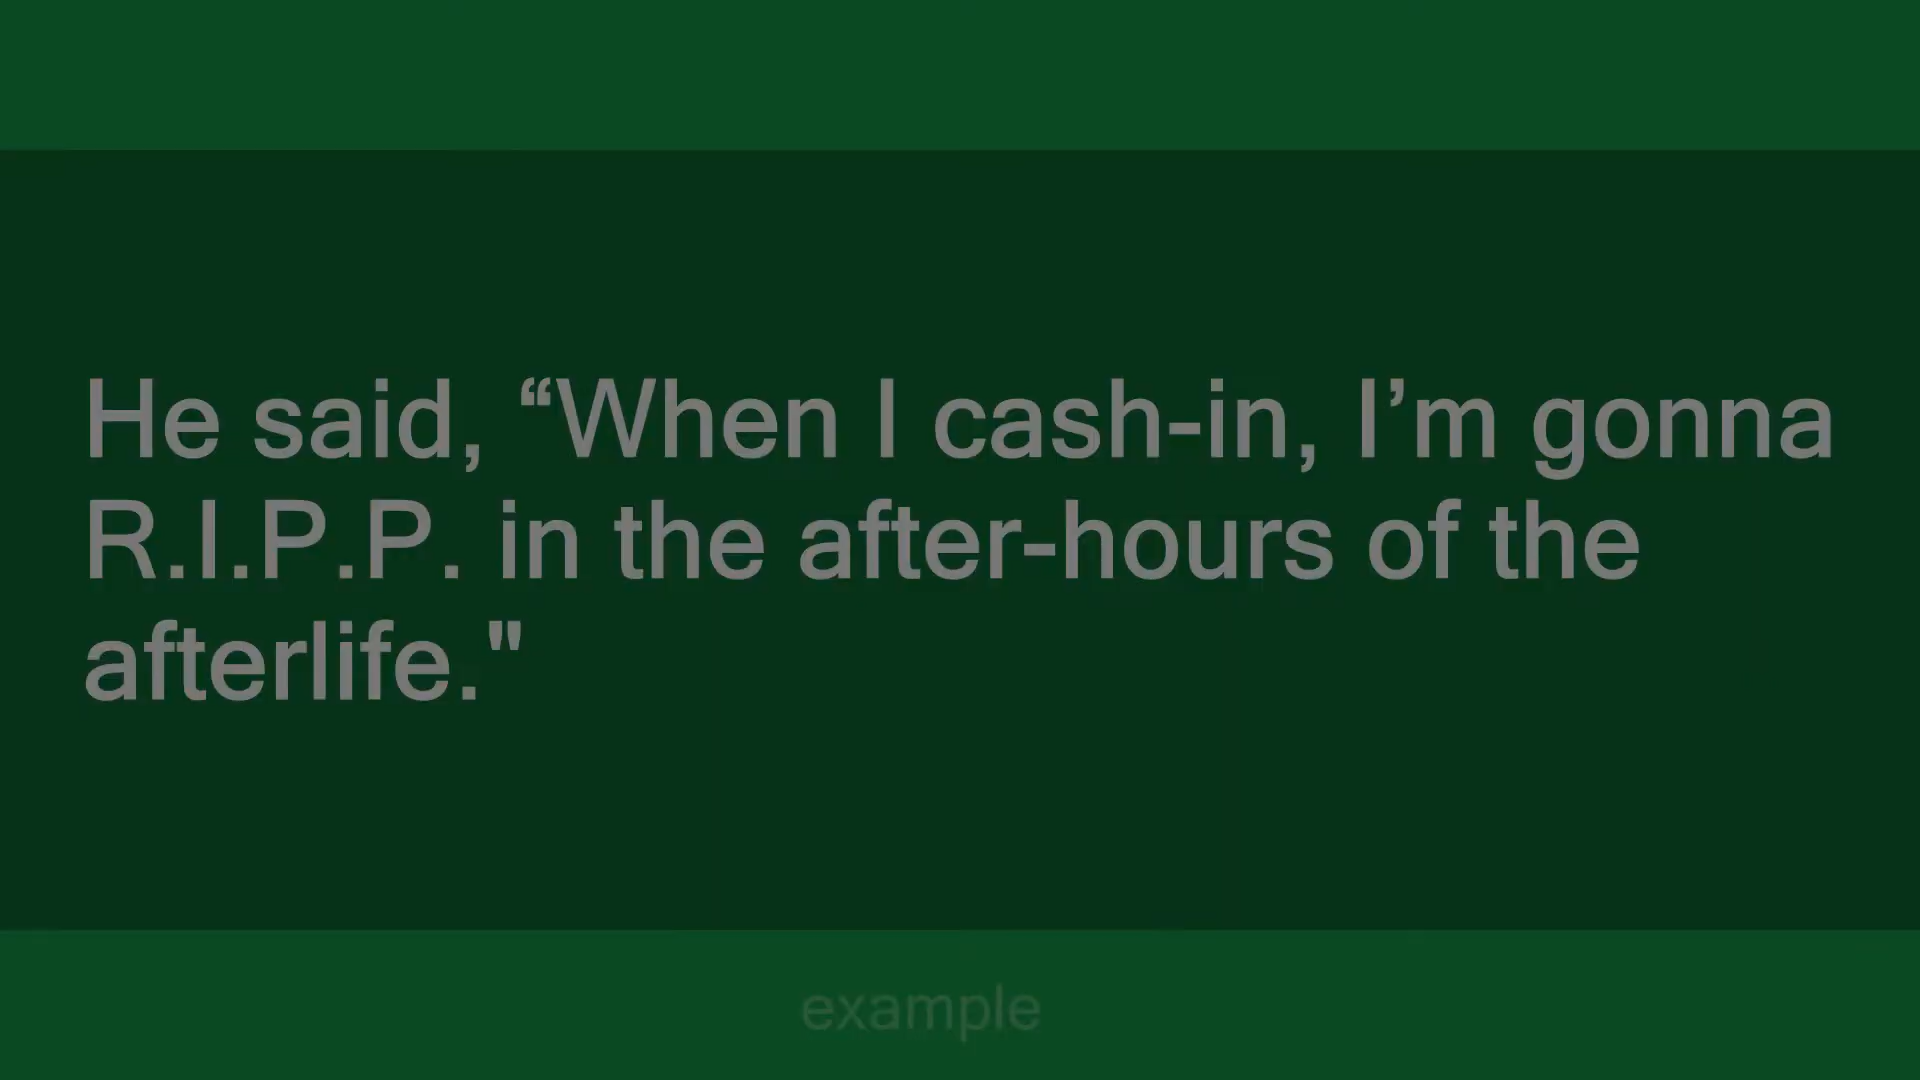 He said, “When I cash-in, I’m gonna
R.I.P.P. in the after-hours of the
afterlife."
example